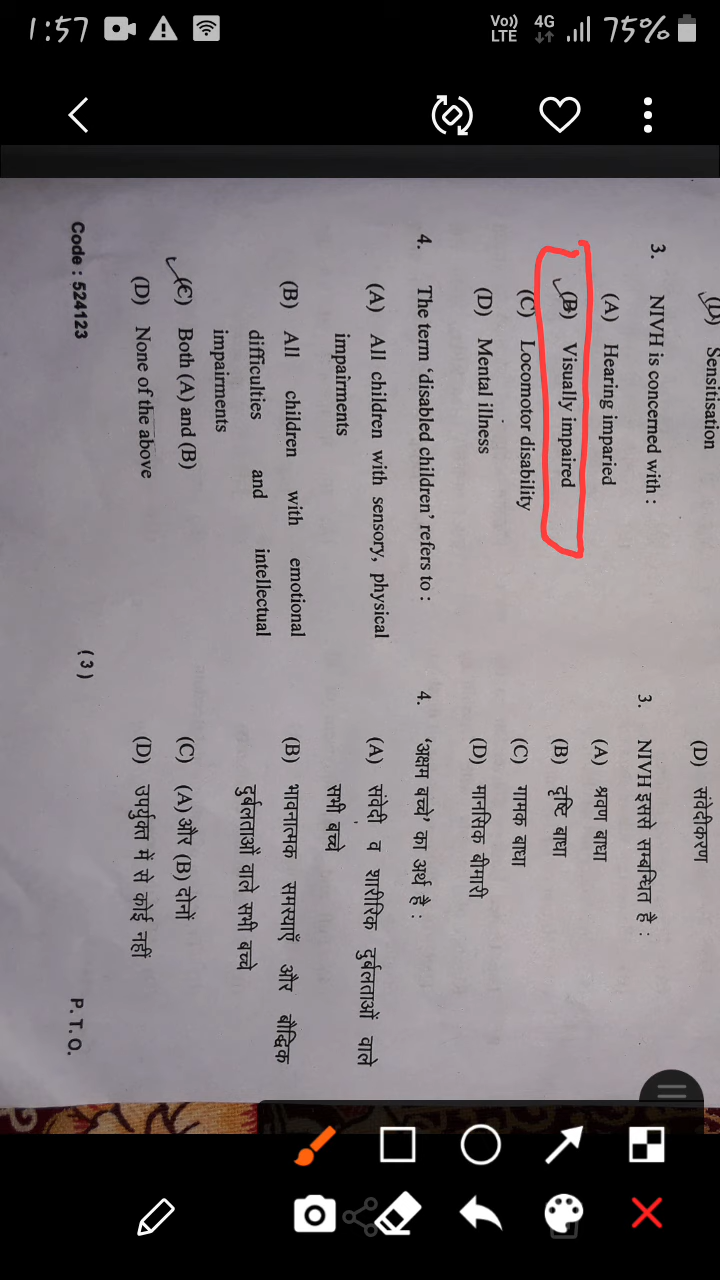 1:57
Vo)) LTE 4G 75%
(D) Sensitisation
3. NIVH is concerned with :
(A) Hearing imparied
(B) Visually impaired
(C) Locomotor disability
(D) Mental illness
4. The term ‘disabled children’ refers to :
(A) All children with sensory, physical
impairments
(B) All children with emotional
difficulties and intellectual
impairments
(C) Both (A) and (B)
(D) None of the above
(D) संवेदीकरण
3. NIVH इससे सम्बन्धित है :
(A) श्रवण बाधा
(B) दृष्टि बाधा
(C) गामक बाधा
(D) मानसिक बीमारी
4. ‘अक्षम बच्चे’ का अर्थ है :
(A) संवेदी व शारीरिक दुर्बलताओं वाले
सभी बच्चे
(B) भावनात्मक समस्याएँ और बौद्धिक
दुर्बलताओं वाले सभी बच्चे
(C) (A) और (B) दोनों
(D) उपर्युक्त में से कोई नहीं
Code : 524123
( 3 )
P. T. O.